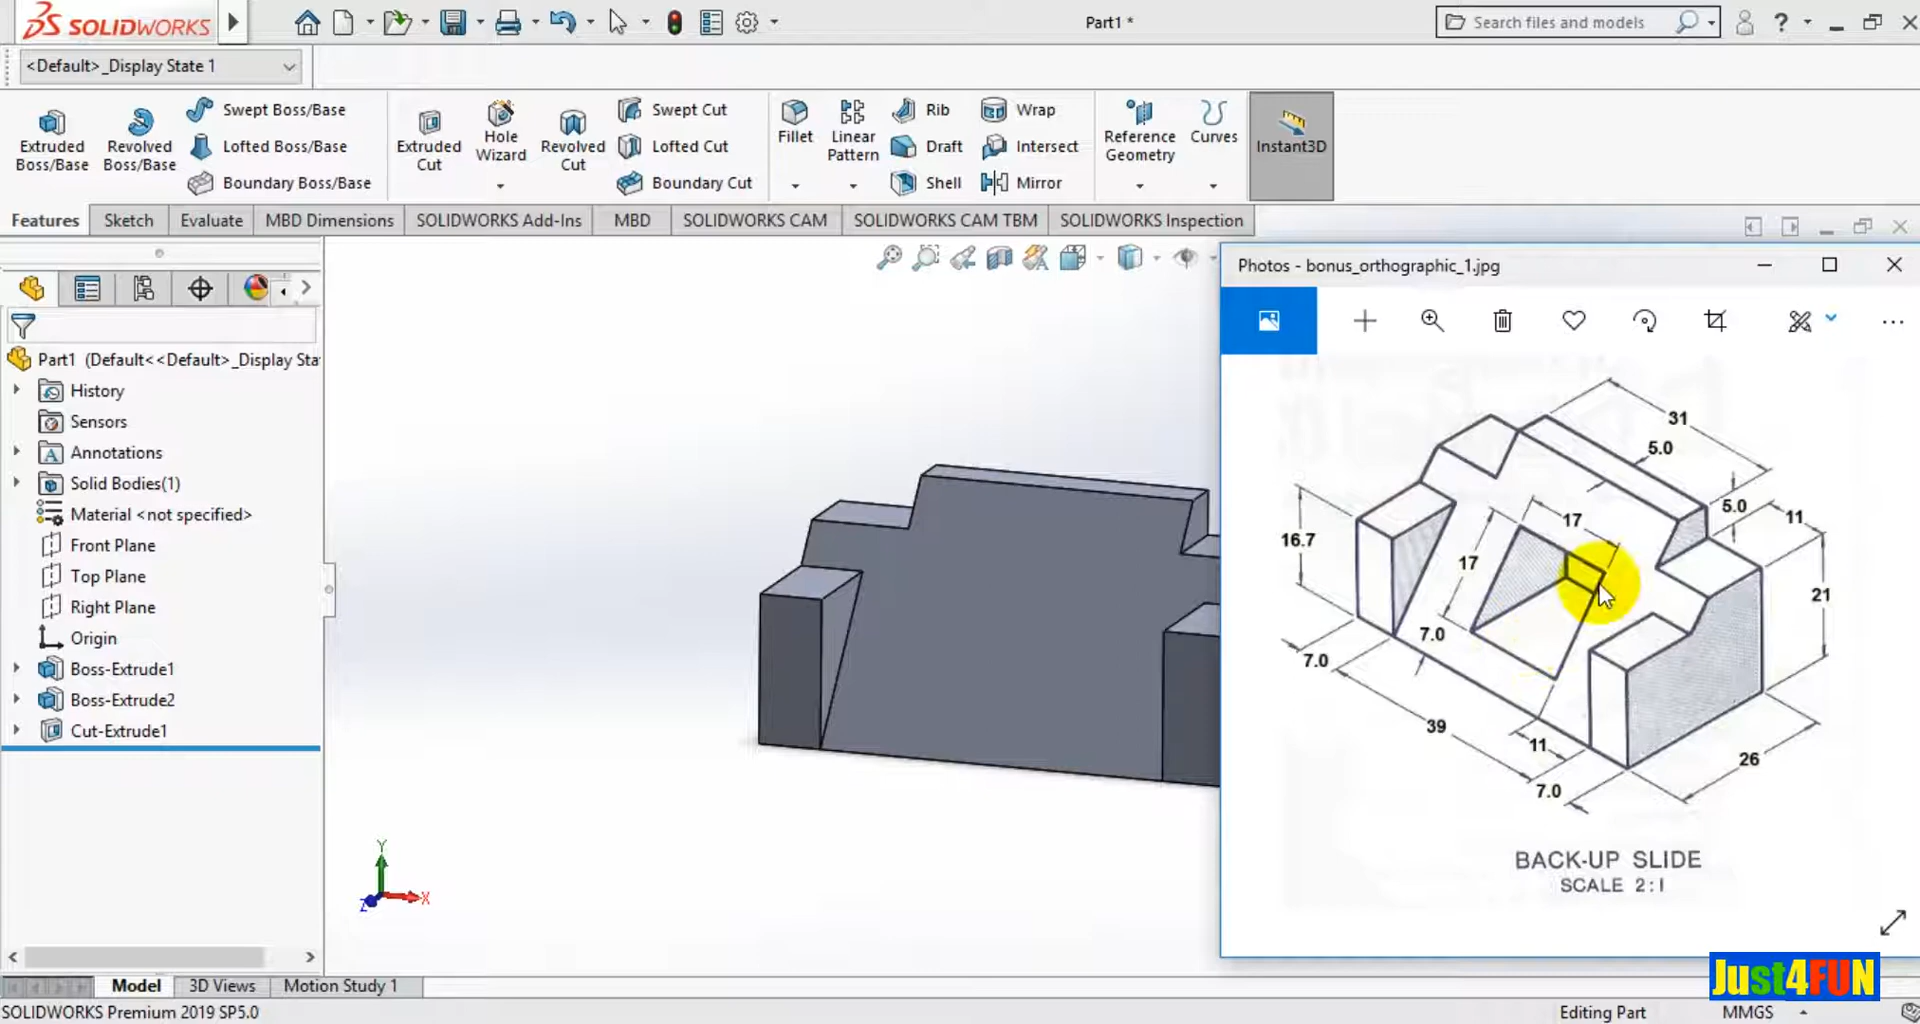 SOLIDWORKS
Part1 *
Search files and models
?
<Default>_Display State 1
Extruded Boss/Base
Revolved Boss/Base
Swept Boss/Base
Lofted Boss/Base
Boundary Boss/Base
Extruded Cut
Hole Wizard
Revolved Cut
Swept Cut
Lofted Cut
Boundary Cut
Fillet
Linear Pattern
Rib
Draft
Shell
Wrap
Intersect
Mirror
Reference Geometry
Curves
Instant3D
Features
Sketch
Evaluate
MBD Dimensions
SOLIDWORKS Add-Ins
MBD
SOLIDWORKS CAM
SOLIDWORKS CAM TBM
SOLIDWORKS Inspection
Part1 (Default<<Default>_Display Sta
History
Sensors
A Annotations
Solid Bodies(1)
Material <not specified>
Front Plane
Top Plane
Right Plane
Origin
Boss-Extrude1
Boss-Extrude2
Cut-Extrude1
Y
X
Z
Photos - bonus_orthographic_1.jpg
31
5.0
5.0
11
17
16.7
17
21
7.0
7.0
39
11
26
7.0
BACK-UP SLIDE
SCALE 2:1
Just4FUN
Model
3D Views
Motion Study 1
SOLIDWORKS Premium 2019 SP5.0
Editing Part
MMGS